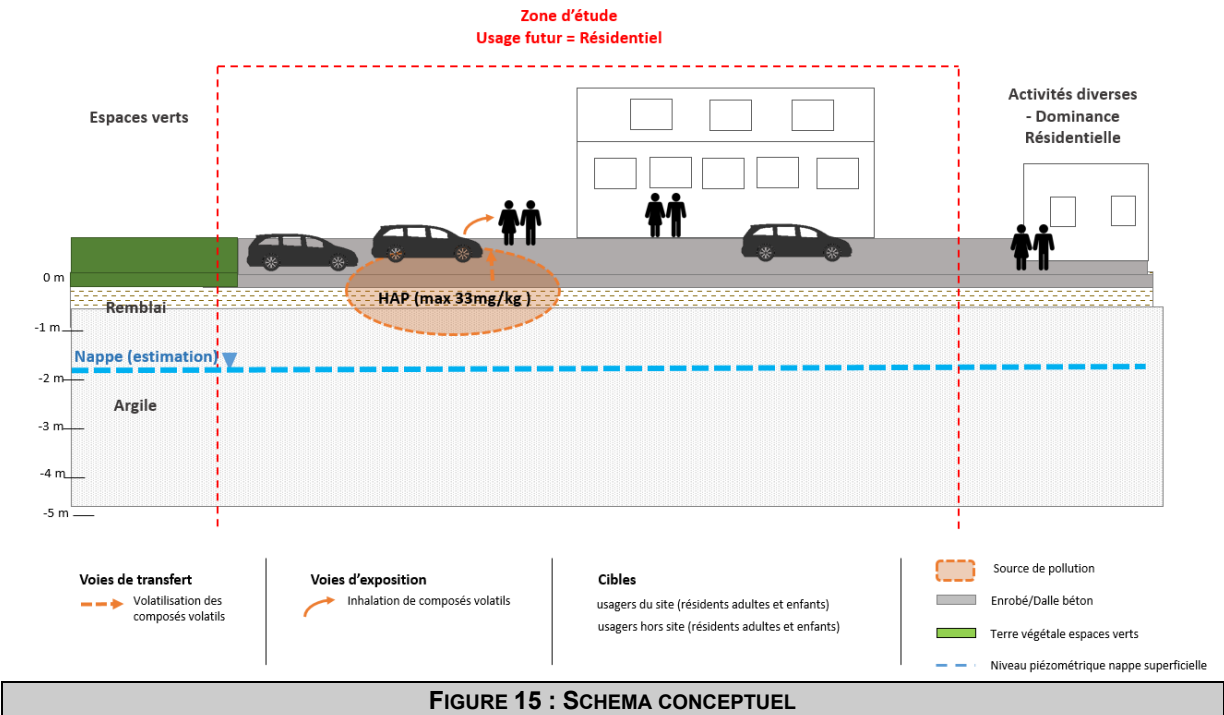 Zone d'étude
Usage futur = Résidentiel
Espaces verts
Activités diverses
- Dominance
Résidentielle
0 m
HAP (max 33mg/kg )
Remblai
-1 m
Nappe (estimation)
-2 m
Argile
-3 m
-4 m
-5 m
Voies de transfert
Volatilisation des
composés volatils
Voies d'exposition
Inhalation de composés volatils
Cibles
usagers du site (résidents adultes et enfants)
usagers hors site (résidents adultes et enfants)
Source de pollution
Enrobé/Dalle béton
Terre végétale espaces verts
Niveau piézométrique nappe superficielle
FIGURE 15 : SCHEMA CONCEPTUEL